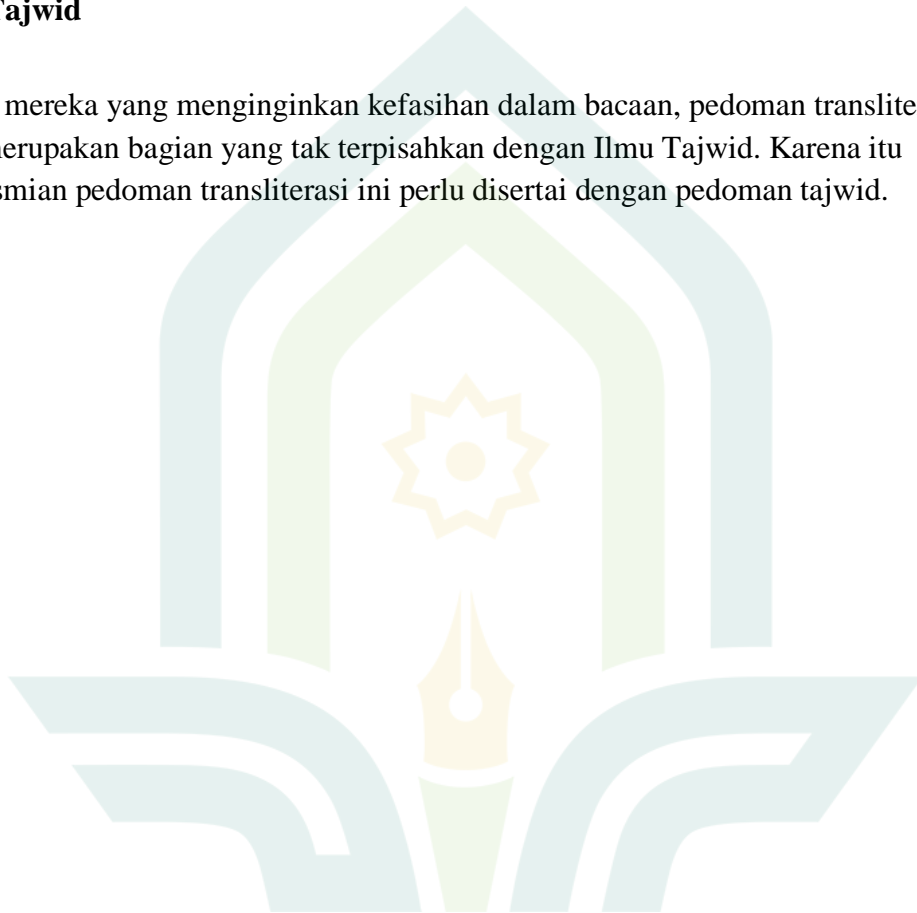 Tajwid
mereka yang menginginkan kefasihan dalam bacaan, pedoman translite
merupakan bagian yang tak terpisahkan dengan Ilmu Tajwid. Karena itu
smian pedoman transliterasi ini perlu disertai dengan pedoman tajwid.